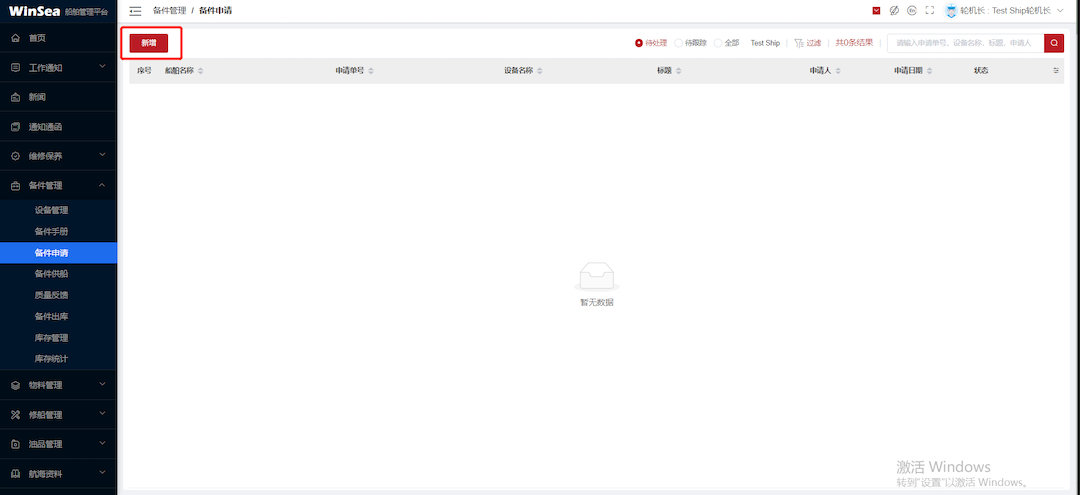 WinSea 船舶管理平台
备件管理 / 备件申请
轮机长 : Test Ship轮机长
新增
待处理 待跟踪 全部 Test Ship 过滤 共0条结果 请输入申请单号、设备名称、标题、申请人
序号 船舶名称 申请单号 设备名称 标题 申请人 申请日期 状态
首页
工作通知
新闻
通知通函
维修保养
备件管理
设备管理
备件手册
备件申请
备件供船
质量反馈
备件出库
库存管理
库存统计
物料管理
修船管理
油品管理
航海资料
暂无数据
激活 Windows
转到"设置"以激活 Windows。